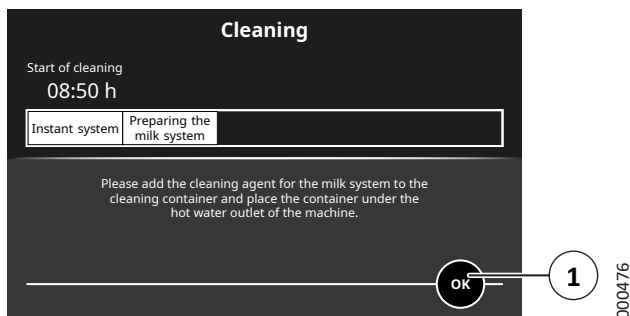 Cleaning
Start of cleaning
08:50 h
Instant system
Preparing the
milk system
Please add the cleaning agent for the milk system to the
cleaning container and place the container under the
hot water outlet of the machine.
OK
1
000476